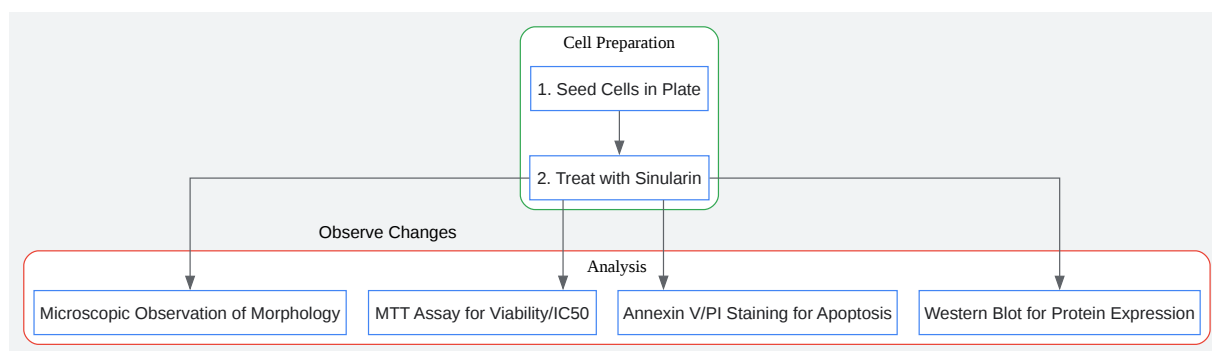 Cell Preparation
1. Seed Cells in Plate
2. Treat with Sinularin
Observe Changes
Analysis
Microscopic Observation of Morphology
MTT Assay for Viability/IC50
Annexin V/PI Staining for Apoptosis
Western Blot for Protein Expression